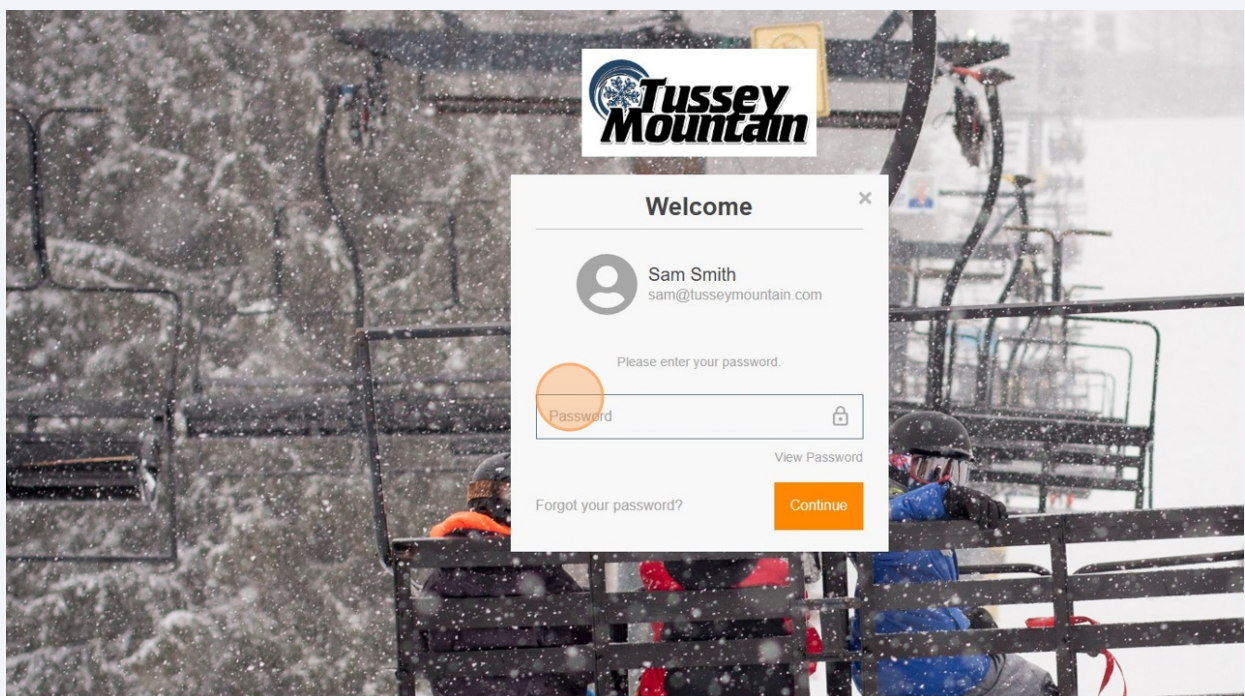 Tussey
Mountain
Welcome
Sam Smith
sam@tusseymountain.com
Please enter your password.
Password
View Password
Forgot your password?
Continue